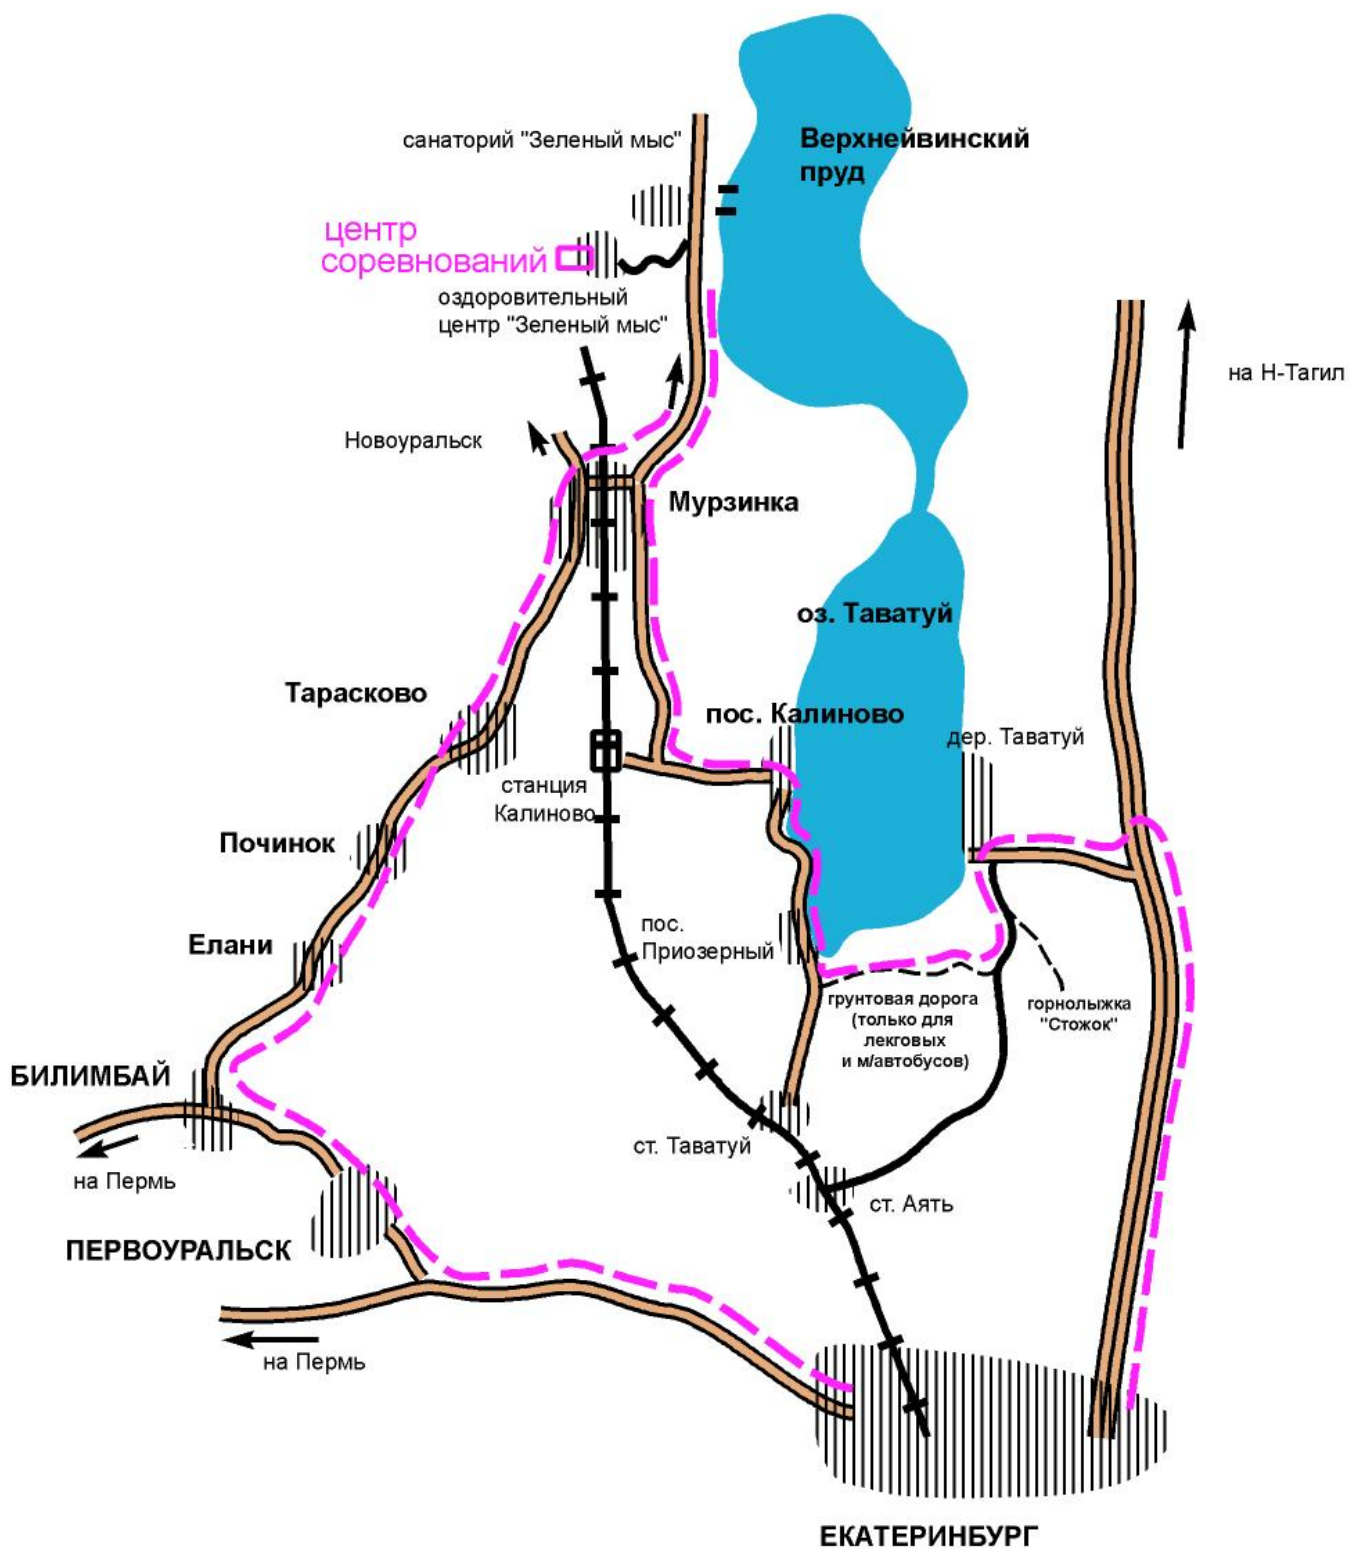 Верхнейвинский
пруд
санаторий "Зеленый мыс"
центр
соревнований
оздоровительный
центр "Зеленый мыс"
на Н-Тагил
Новоуральск
Мурзинка
оз. Таватуй
Тарасково
пос. Калиново
дер. Таватуй
станция
Калиново
Починок
пос.
Приозерный
Елани
грунтовая дорога
(только для
лекговых
и м/автобусов)
горнолыжка
"Стожок"
БИЛИМБАЙ
на Пермь
ст. Таватуй
ст. Аять
ПЕРВОУРАЛЬСК
на Пермь
ЕКАТЕРИНБУРГ